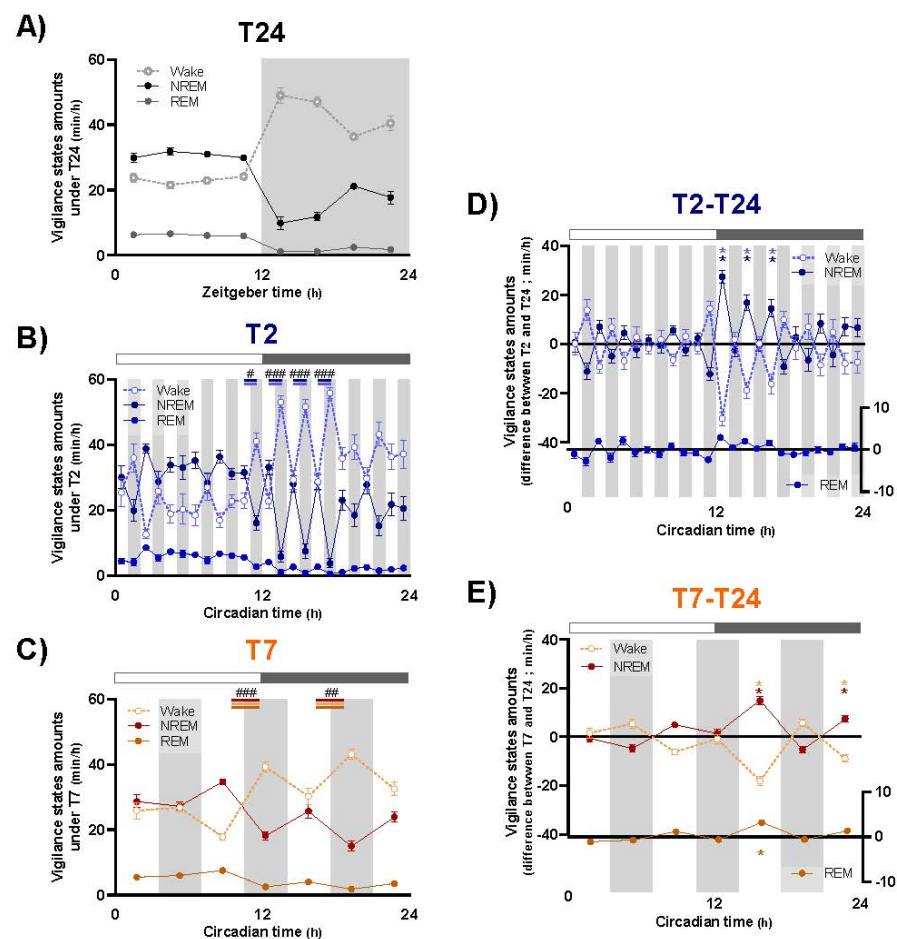 A)
T24
60
40
20
0
Vigilance states amounts
under T24 (min/h)
Wake
NREM
REM
0
12
24
Zeitgeber time (h)
B)
T2
60
40
20
0
Vigilance states amounts
under T2 (min/h)
Wake
NREM
REM
# ### ### ###
0
12
24
Circadian time (h)
C)
T7
60
40
20
0
Vigilance states amounts
under T7 (min/h)
Wake
NREM
REM
### ##
0
12
24
Circadian time (h)
D)
T2-T24
40
20
0
-20
-40
Vigilance states amounts
(difference betwven T2 and T24 ; min/h)
Wake
NREM
* * *
* * *
10
0
-10
REM
0
12
24
Circadian time (h)
E)
T7-T24
40
20
0
-20
-40
Vigilance states amounts
(difference betwven T7 and T24 ; min/h)
Wake
NREM
* *
* *
*
10
0
-10
REM
0
12
24
Circadian time (h)